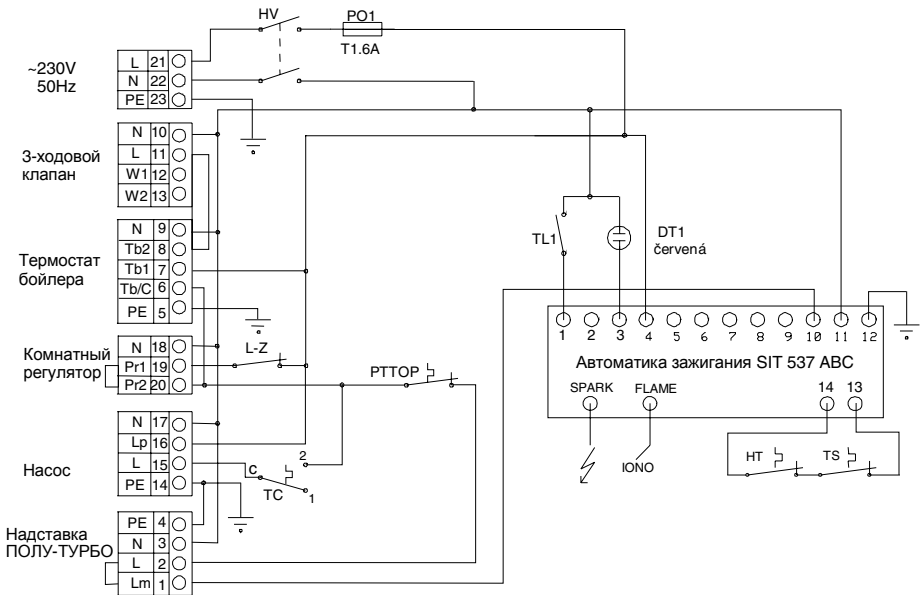 HV
PO1
T1.6A
~230V
50Hz
L 21
N 22
PE 23
3-ходовой
клапан
N 10
L 11
W1 12
W2 13
Термостат
бойлера
N 9
Tb2 8
Tb1 7
Tb/C 6
PE 5
Комнатный
регулятор
N 18
Pr1 19
Pr2 20
L-Z
PTTOP
Насос
N 17
Lp 16
L 15
PE 14
C
2
1
TC
Надставка
ПОЛУ-ТУРБО
PE 4
N 3
L 2
Lm 1
TL1
DT1
červená
1 2 3 4 5 6 7 8 9 10 11 12
Автоматика зажигания SIT 537 ABC
SPARK
FLAME
14 13
IONO
HT
TS